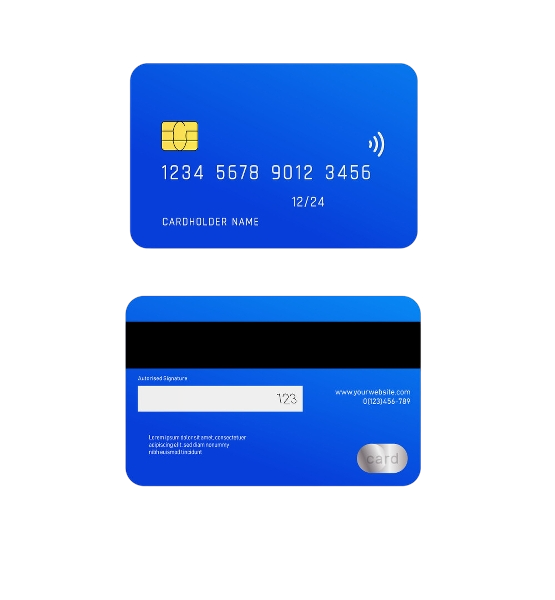 1234 5678 9012 3456
12/24
CARDHOLDER NAME
Autorised Signature
123
www.yourwebsite.com
0(123)456-789
Lorem ipsum dolor sit amet, consectetuer
adipiscing elit, sed diam nonummy
nibh euismod tincidunt
card